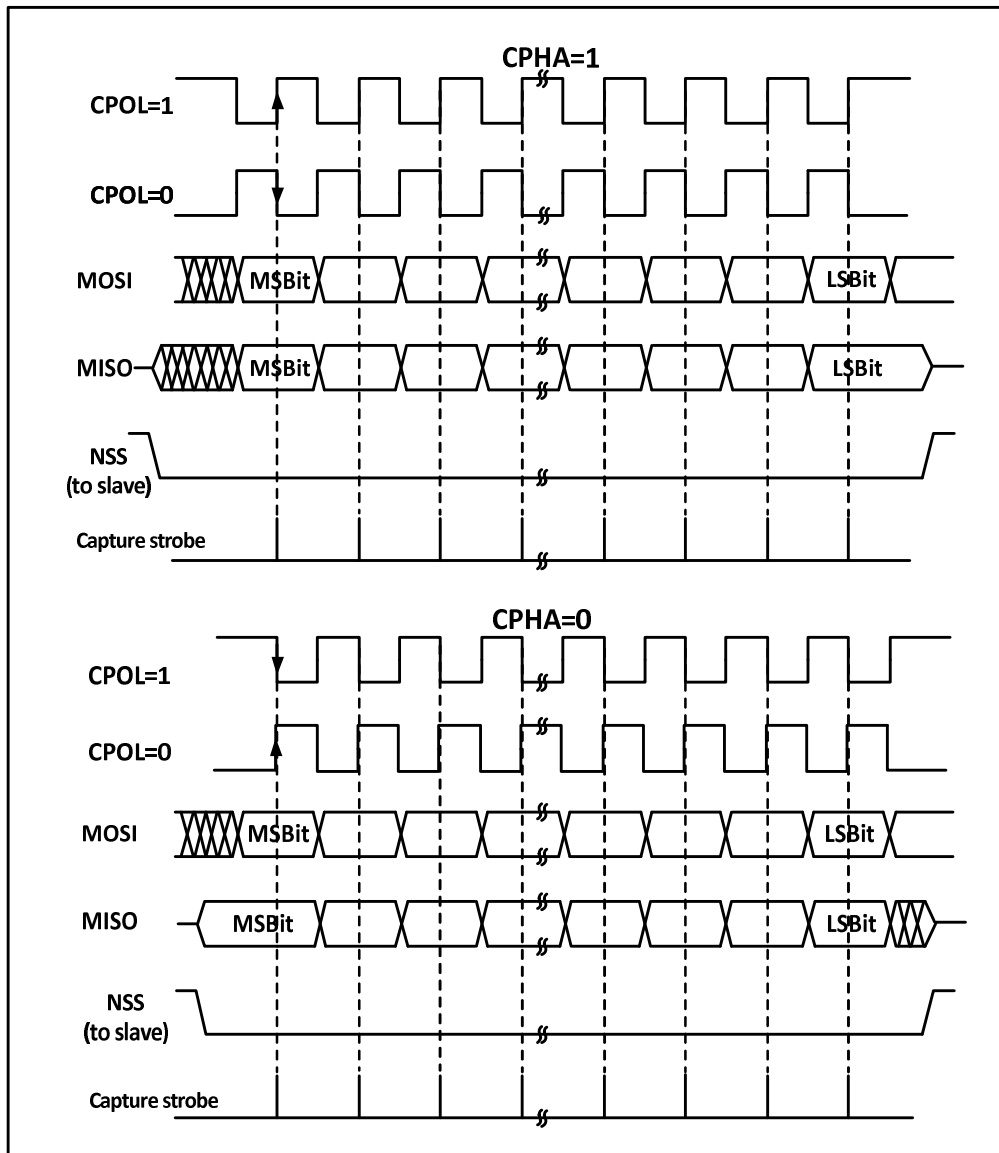 CPHA=1
CPOL=1
CPOL=0
MOSI
MSBit
LSBit
MISO
MSBit
LSBit
NSS
(to slave)
Capture strobe
CPHA=0
CPOL=1
CPOL=0
MOSI
MSBit
LSBit
MISO
MSBit
LSBit
NSS
(to slave)
Capture strobe